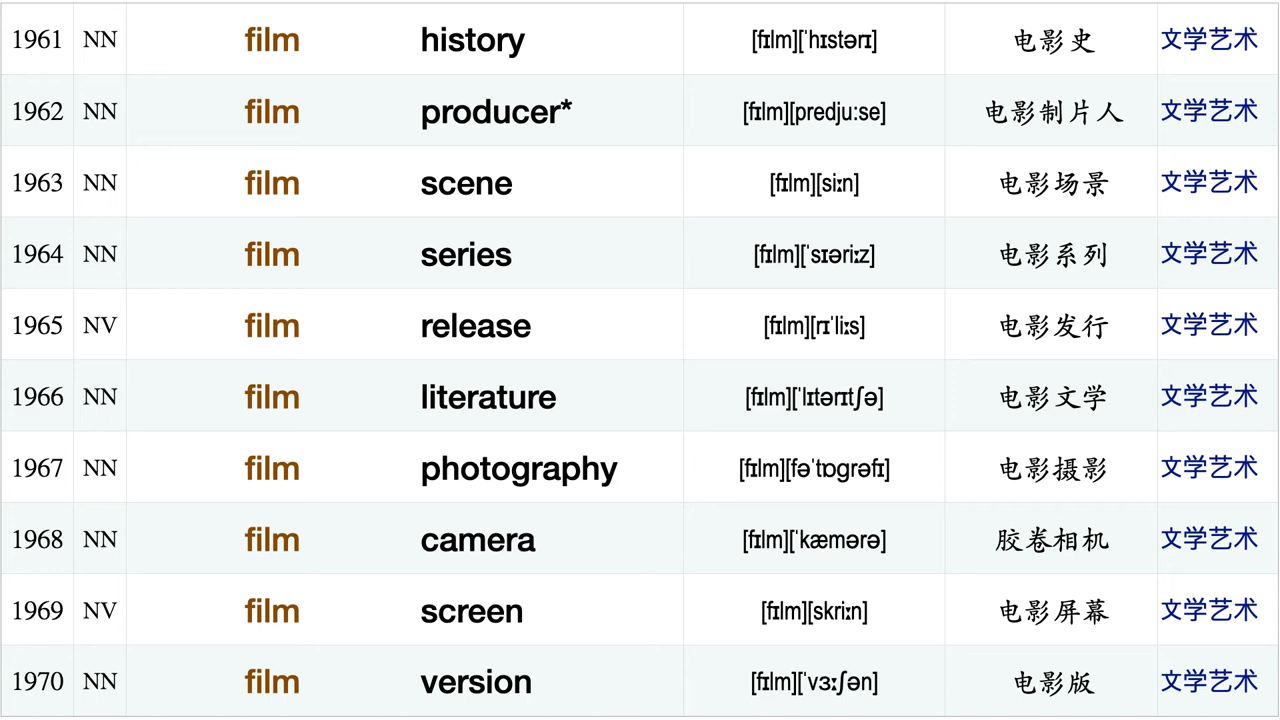 1961 NN film history [fɪlm][ˈhɪstərɪ] 电影史 文学艺术
1962 NN film producer* [fɪlm][predju:se] 电影制片人 文学艺术
1963 NN film scene [fɪlm][siːn] 电影场景 文学艺术
1964 NN film series [fɪlm][ˈsɪəriːz] 电影系列 文学艺术
1965 NV film release [fɪlm][rɪˈliːs] 电影发行 文学艺术
1966 NN film literature [fɪlm][ˈlɪtərɪtʃə] 电影文学 文学艺术
1967 NN film photography [fɪlm][fəˈtɒgrəfɪ] 电影摄影 文学艺术
1968 NN film camera [fɪlm][ˈkæmərə] 胶卷相机 文学艺术
1969 NV film screen [fɪlm][skriːn] 电影屏幕 文学艺术
1970 NN film version [fɪlm][ˈvɜːʃən] 电影版 文学艺术